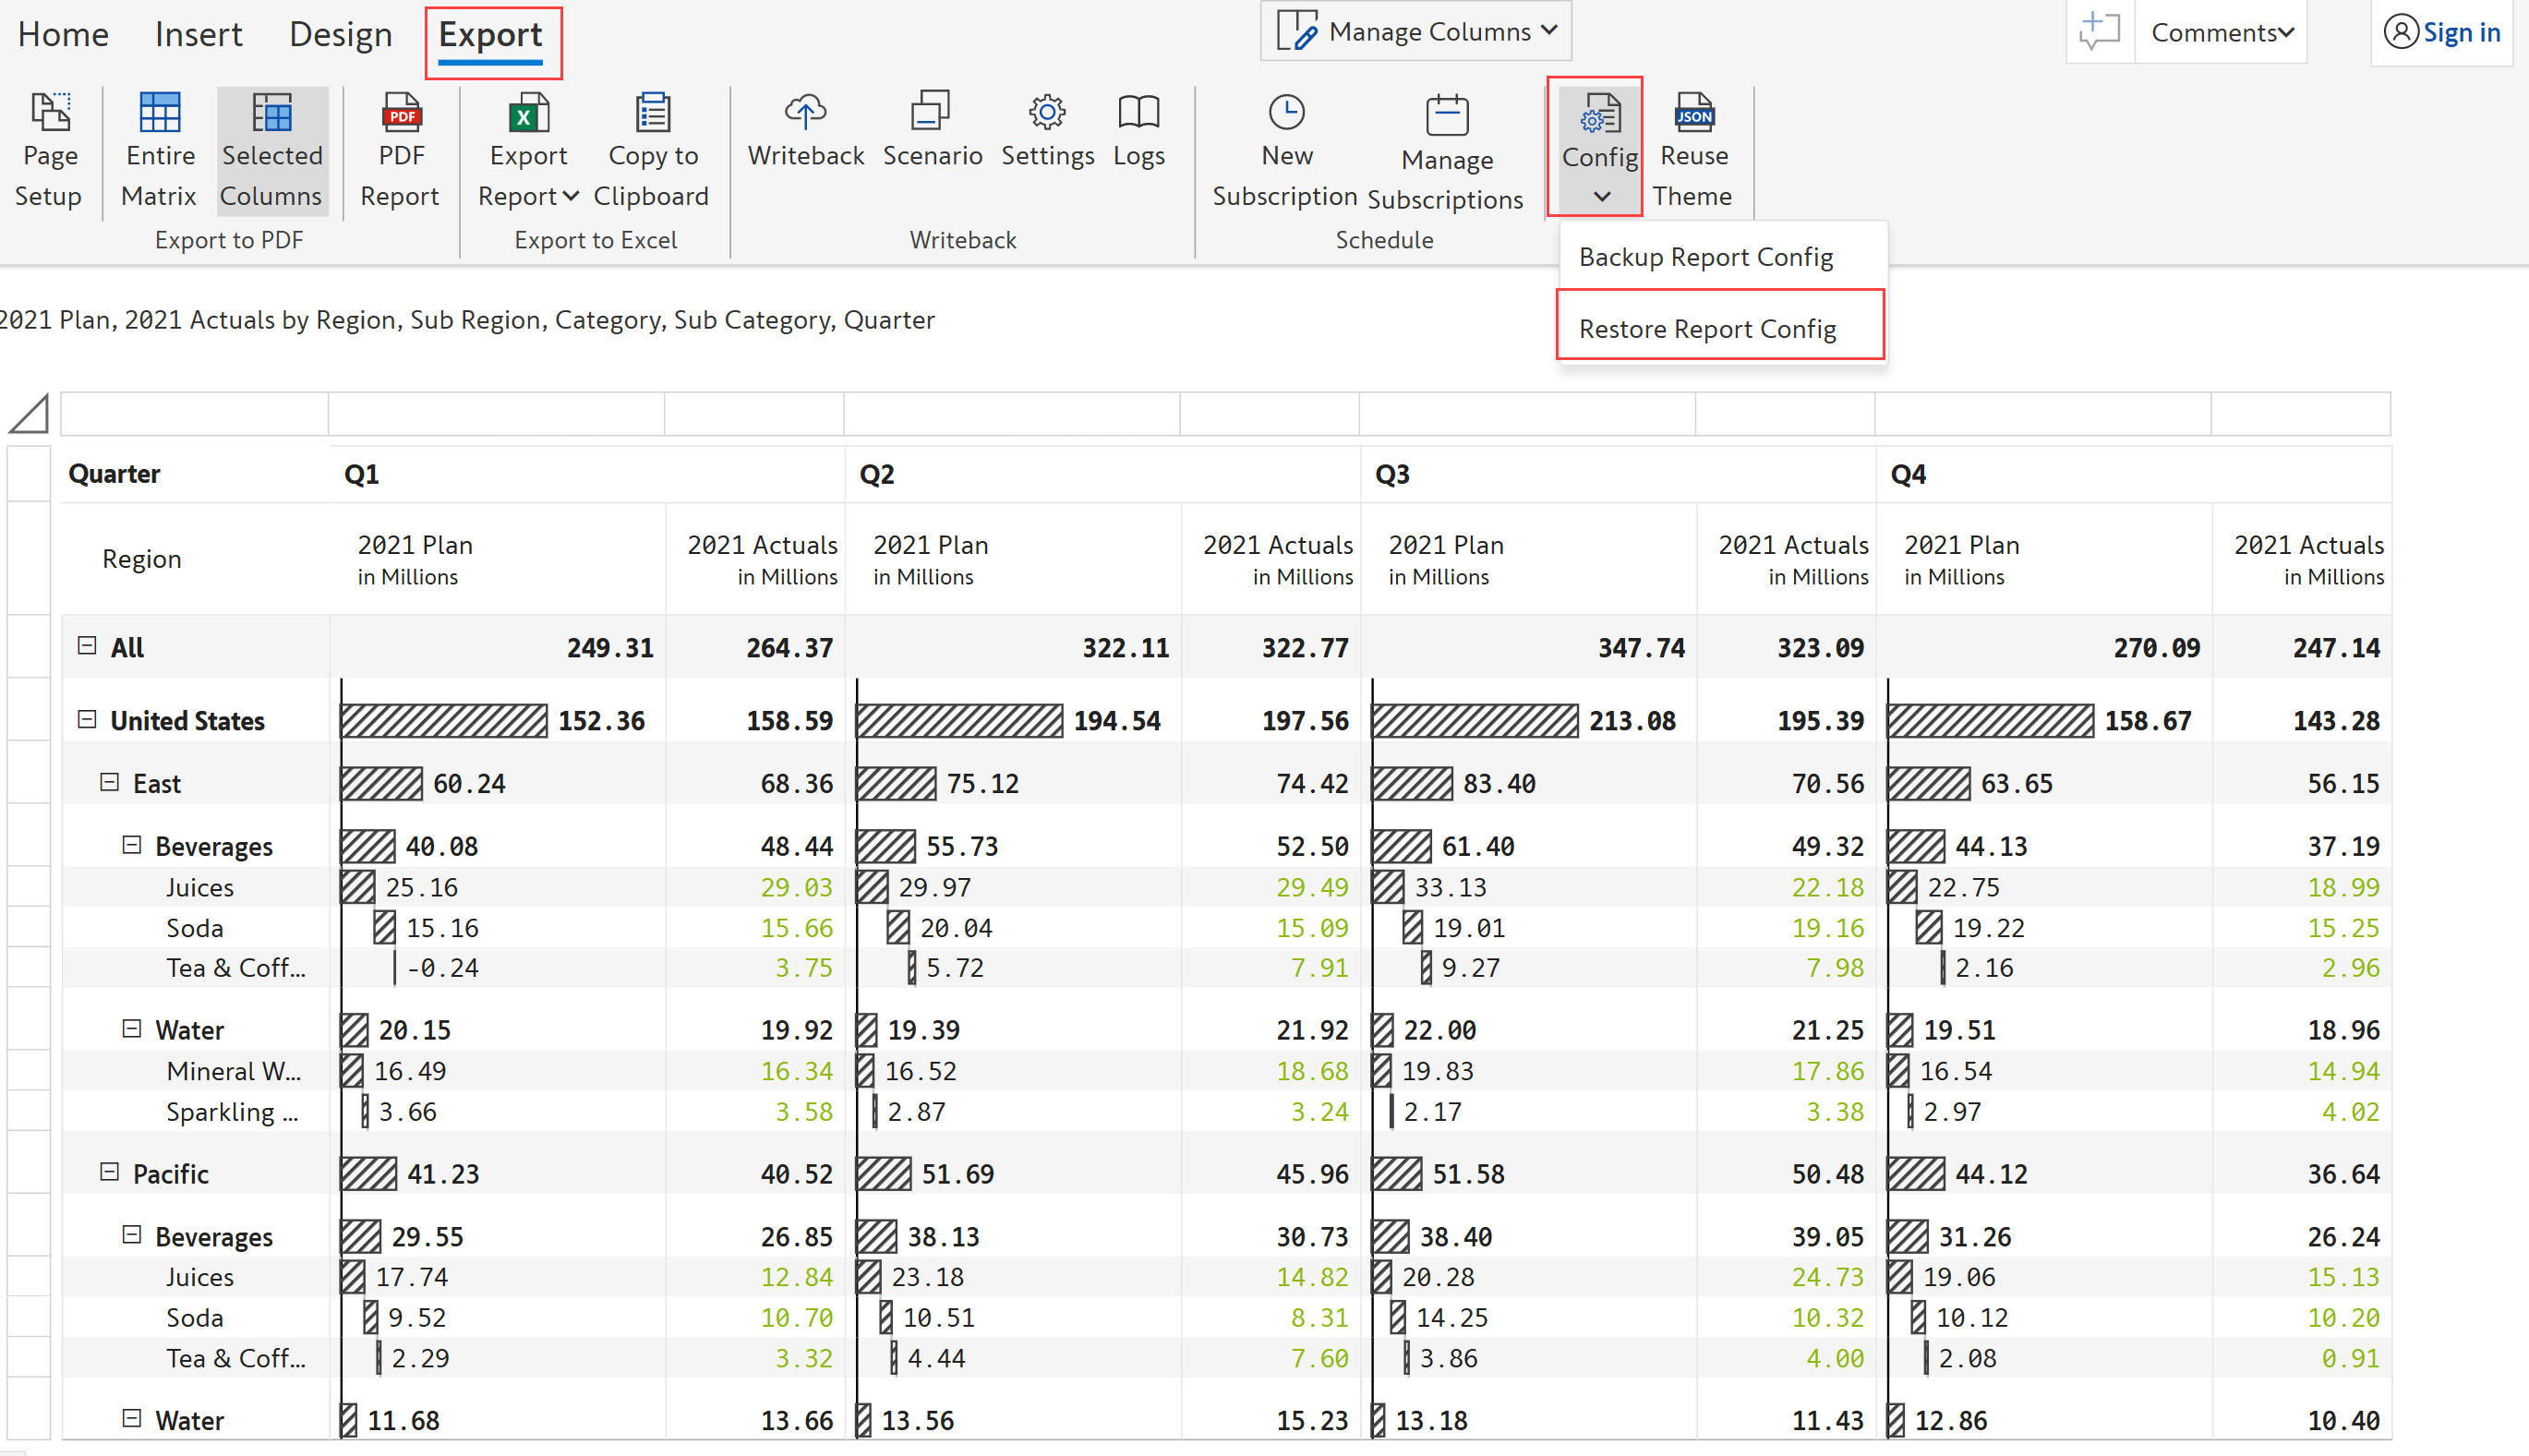 Home Insert Design Export Manage Columns Comments Sign in
Page Setup Entire Matrix Selected Columns PDF Report Export Report Copy to Clipboard Writeback Scenario Settings Logs New Subscription Manage Subscriptions Config Reuse Theme
PDF X JSON
Export to PDF Export to Excel Writeback Schedule
Backup Report Config
Restore Report Config
2021 Plan, 2021 Actuals by Region, Sub Region, Category, Sub Category, Quarter
Quarter Q1 Q2 Q3 Q4
Region 2021 Plan 2021 Actuals 2021 Plan 2021 Actuals 2021 Plan 2021 Actuals 2021 Plan 2021 Actuals
in Millions in Millions in Millions in Millions in Millions in Millions in Millions in Millions
All 249.31 264.37 322.11 322.77 347.74 323.09 270.09 247.14
United States 152.36 158.59 194.54 197.56 213.08 195.39 158.67 143.28
East 60.24 68.36 75.12 74.42 83.40 70.56 63.65 56.15
Beverages 40.08 48.44 55.73 52.50 61.40 49.32 44.13 37.19
Juices 25.16 29.03 29.97 29.49 33.13 22.18 22.75 18.99
Soda 15.16 15.66 20.04 15.09 19.01 19.16 19.22 15.25
Tea & Coff... -0.24 3.75 5.72 7.91 9.27 7.98 2.16 2.96
Water 20.15 19.92 19.39 21.92 22.00 21.25 19.51 18.96
Mineral W... 16.49 16.34 16.52 18.68 19.83 17.86 16.54 14.94
Sparkling ... 3.66 3.58 2.87 3.24 2.17 3.38 2.97 4.02
Pacific 41.23 40.52 51.69 45.96 51.58 50.48 44.12 36.64
Beverages 29.55 26.85 38.13 30.73 38.40 39.05 31.26 26.24
Juices 17.74 12.84 23.18 14.82 20.28 24.73 19.06 15.13
Soda 9.52 10.70 10.51 8.31 14.25 10.32 10.12 10.20
Tea & Coff... 2.29 3.32 4.44 7.60 3.86 4.00 2.08 0.91
Water 11.68 13.66 13.56 15.23 13.18 11.43 12.86 10.40